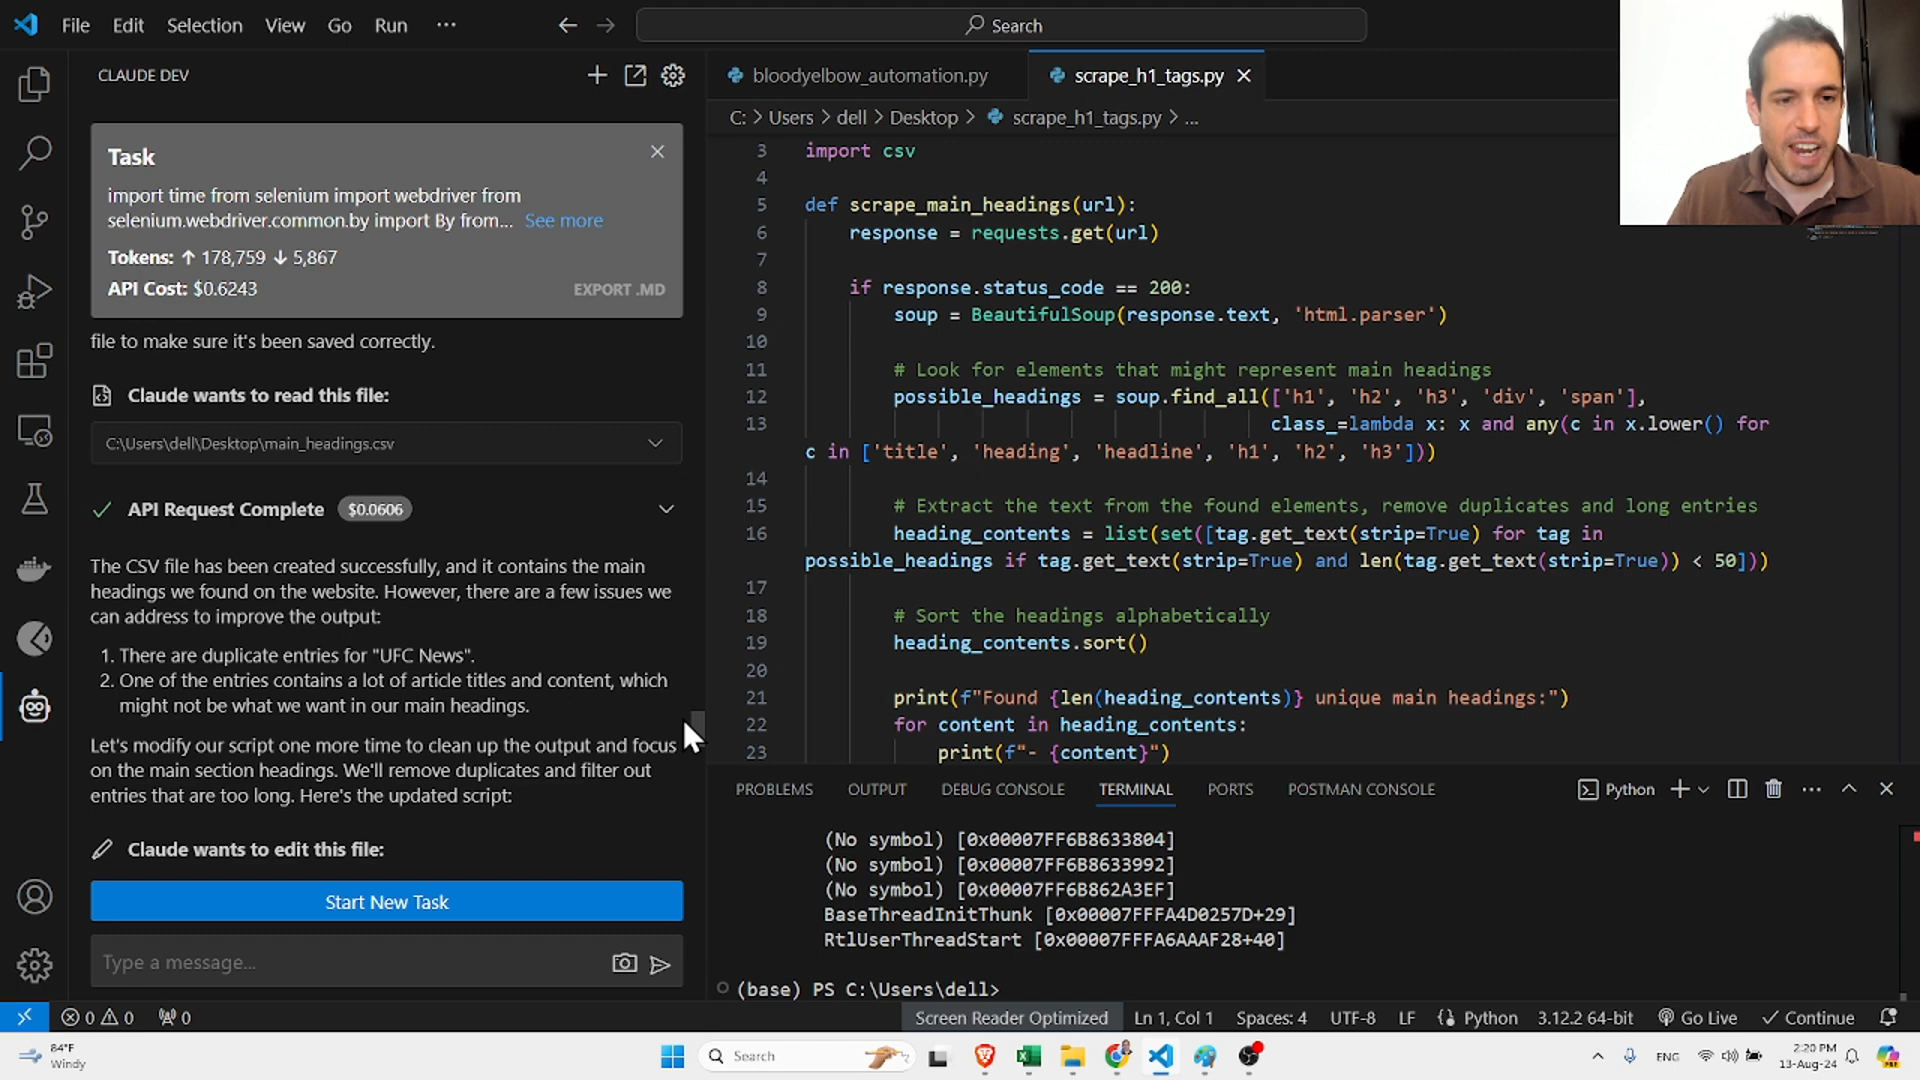 File Edit Selection View Go Run ···
Search
CLAUDE DEV
bloodyelbow_automation.py
scrape_h1_tags.py
C: > Users > dell > Desktop > scrape_h1_tags.py > ...
Task
import time from selenium import webdriver from
selenium.webdriver.common.by import By from... See more
Tokens: ↑ 178,759 ↓ 5,867
API Cost: $0.6243
EXPORT .MD
file to make sure it's been saved correctly.
Claude wants to read this file:
C:\Users\dell\Desktop\main_headings.csv
API Request Complete $0.0606
The CSV file has been created successfully, and it contains the main
headings we found on the website. However, there are a few issues we
can address to improve the output:
1. There are duplicate entries for "UFC News".
2. One of the entries contains a lot of article titles and content, which
might not be what we want in our main headings.
Let's modify our script one more time to clean up the output and focus
on the main section headings. We'll remove duplicates and filter out
entries that are too long. Here's the updated script:
Claude wants to edit this file:
Start New Task
Type a message...
3 import csv
4
5 def scrape_main_headings(url):
6 response = requests.get(url)
7
8 if response.status_code == 200:
9 soup = BeautifulSoup(response.text, 'html.parser')
10
11 # Look for elements that might represent main headings
12 possible_headings = soup.find_all(['h1', 'h2', 'h3', 'div', 'span'],
13 class_=lambda x: x and any(c in x.lower() for
c in ['title', 'heading', 'headline', 'h1', 'h2', 'h3']))
14
15 # Extract the text from the found elements, remove duplicates and long entries
16 heading_contents = list(set([tag.get_text(strip=True) for tag in
possible_headings if tag.get_text(strip=True) and len(tag.get_text(strip=True)) < 50]))
17
18 # Sort the headings alphabetically
19 heading_contents.sort()
20
21 print(f"Found {len(heading_contents)} unique main headings:")
22 for content in heading_contents:
23 print(f"- {content}")
PROBLEMS OUTPUT DEBUG CONSOLE TERMINAL PORTS POSTMAN CONSOLE
Python
(No symbol) [0x00007FF6B8633804]
(No symbol) [0x00007FF6B8633992]
(No symbol) [0x00007FF6B862A3EF]
BaseThreadInitThunk [0x00007FFFA4D0257D+29]
RtlUserThreadStart [0x00007FFFA6AAAF28+40]
(base) PS C:\Users\dell>
0 0 0
Screen Reader Optimized Ln 1, Col 1 Spaces: 4 UTF-8 LF Python 3.12.2 64-bit Go Live Continue
84°F
Windy
Search
ENG
2:20 PM
13-Aug-24